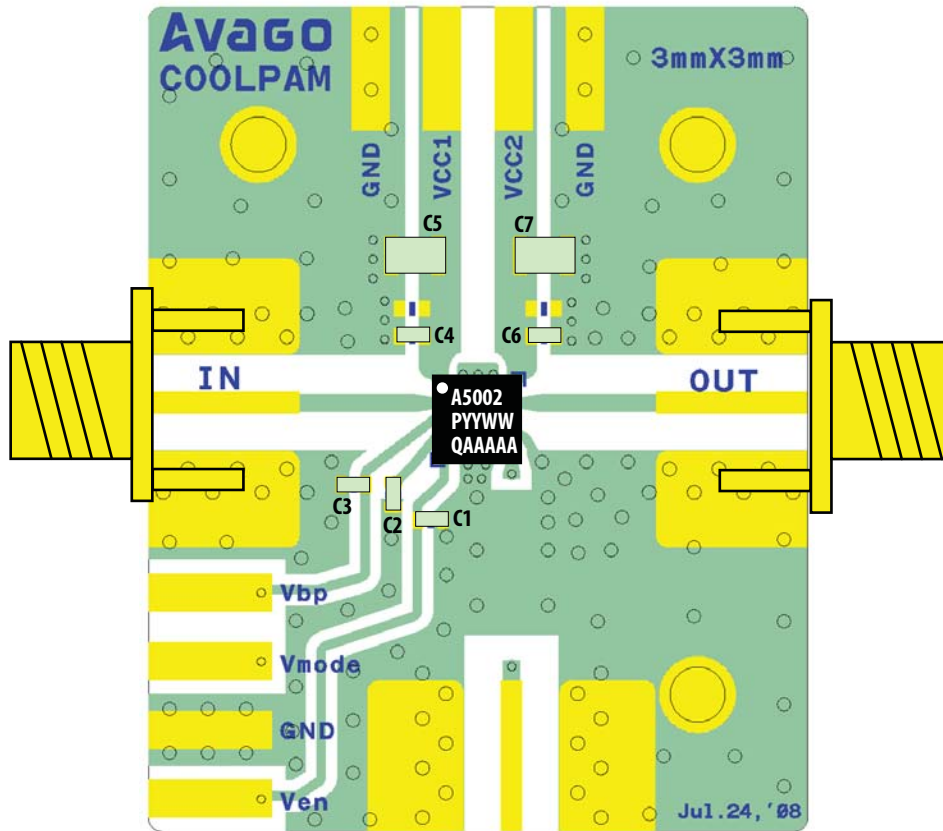 AVAGO
COOLPAM
3mmX3mm
GND
VCC1
VCC2
GND
C5
C7
C4
C6
IN
OUT
A5002
PYYWW
QAAAAA
C3
C2
C1
Vbp
Vmode
GND
Ven
Jul.24,'08